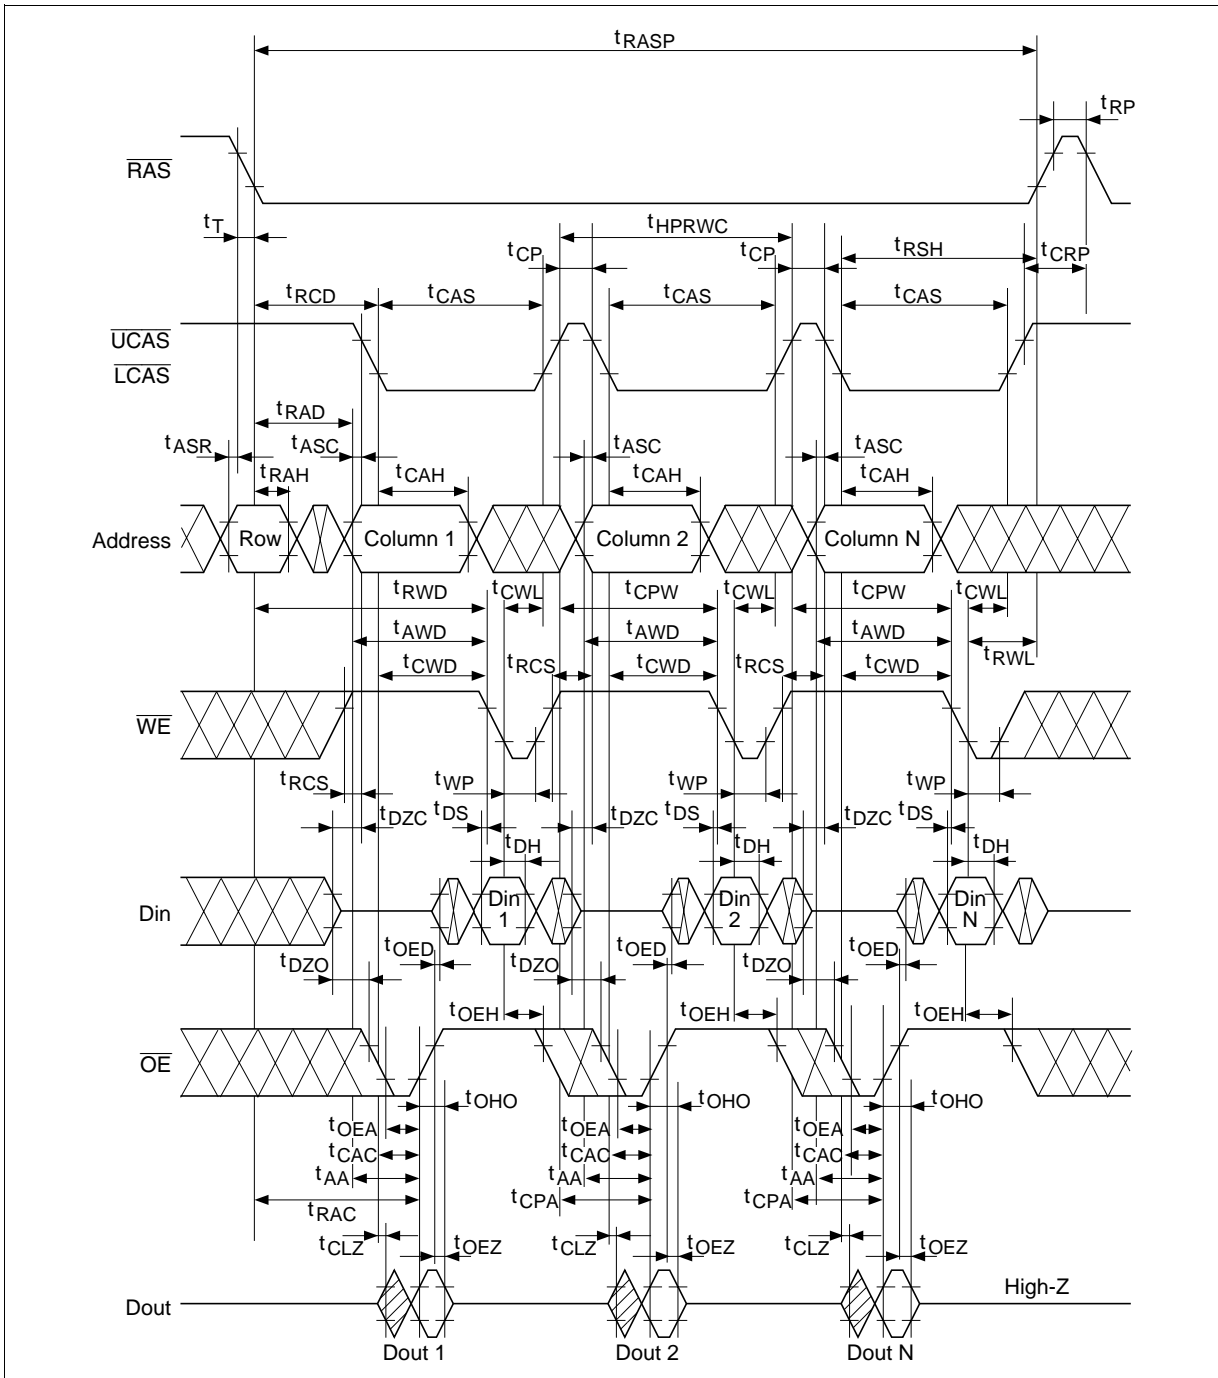 tRASP
tRP
RAS
tT
tHPRWC
tCP
tCP
tRSH
tCRP
tRCD
tCAS
tCAS
tCAS
UCAS
LCAS
tRAD
tASR
tASC
tASC
tASC
tRAH
tCAH
tCAH
tCAH
Address
Row
Column 1
Column 2
Column N
tRWD
tCWL
tCPW
tCWL
tCPW
tCWL
tAWD
tAWD
tAWD
tRWL
tCWD
tRCS
tCWD
tRCS
tCWD
WE
tRCS
tWP
tWP
tWP
tDZC
tDS
tDZC
tDS
tDZC
tDS
tDH
tDH
tDH
Din
Din 1
Din 2
Din N
tDZO
tOED
tDZO
tOED
tDZO
tOED
tOEH
tOEH
tOEH
OE
tOHO
tOHO
tOHO
tOEA
tOEA
tOEA
tCAC
tCAC
tCAC
tAA
tAA
tAA
tRAC
tCPA
tCPA
tCLZ
tOEZ
tCLZ
tOEZ
tCLZ
tOEZ
High-Z
Dout
Dout 1
Dout 2
Dout N